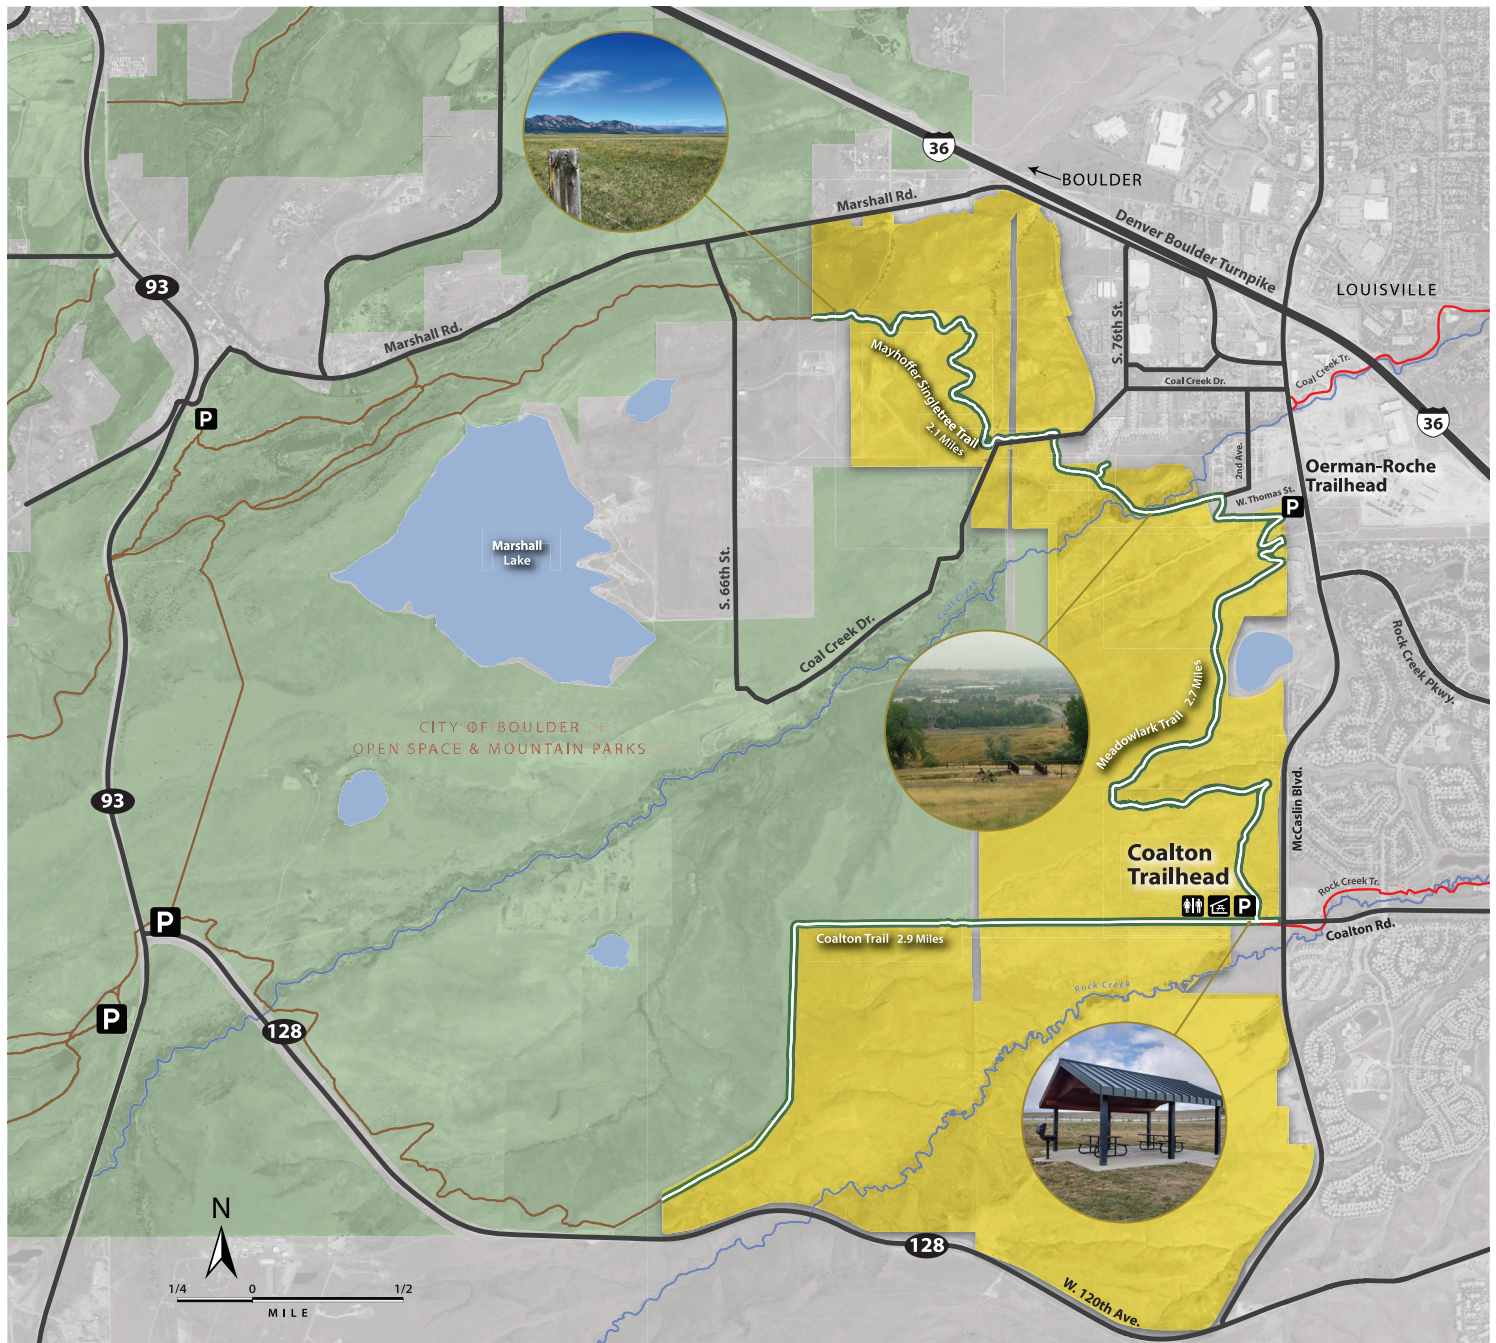 36
BOULDER
Marshall Rd.
Denver Boulder Turnpike
93
LOUISVILLE
Marshall Rd.
S. 76th St.
Mayhoffer Singletree Trail
2.1 Miles
Coal Creek Tr.
Coal Creek Dr.
P
36
2nd Ave.
Oerman-Roche
Trailhead
W. Thomas St.
P
Marshall
Lake
S. 66th St.
Coal Creek
Coal Creek Dr.
Rock Creek Pkwy.
Meadowlark Trail 2.7 Miles
CITY OF BOULDER
OPEN SPACE & MOUNTAIN PARKS
93
McCaslin Blvd.
Coalton
Trailhead
P
Rock Creek Tr.
P
Coalton Rd.
Coalton Trail 2.9 Miles
Rock Creek
P
128
N
128
1/4 0 1/2
MILE
W. 120th Ave.